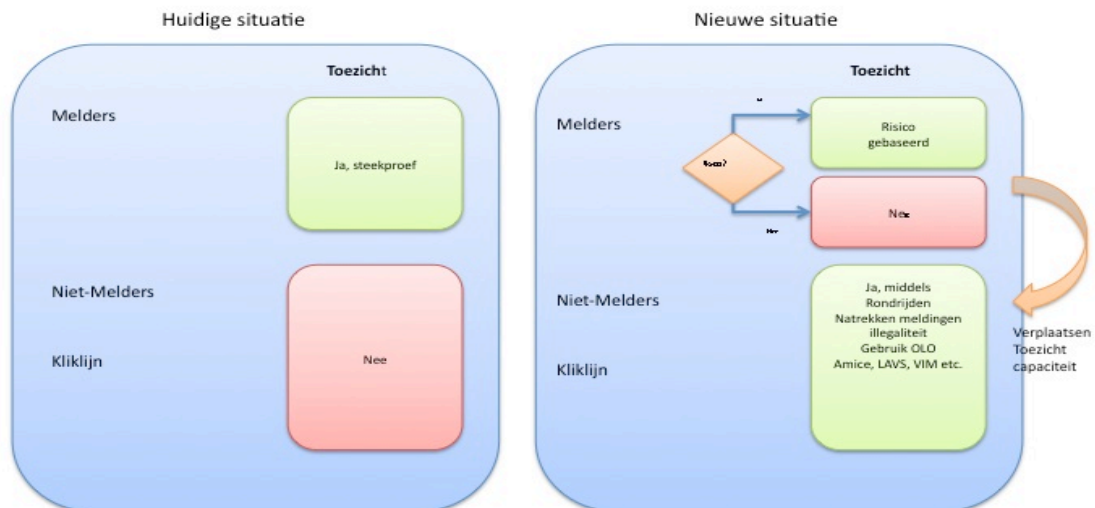 Huidige situatie
Toezicht
Melders
Ja, steekproef
Niet-Melders
Kliklijn
Nee
Nieuwe situatie
Toezicht
Melders
Risico
gebaseerd
Nee
Niet-Melders
Kliklijn
Ja, middels
Rondrijden
Natrekken meldingen
illegaliteit
Gebruik OLO
Amice, LAVS, VIM etc.
Verplaatsen
Toezicht
capaciteit